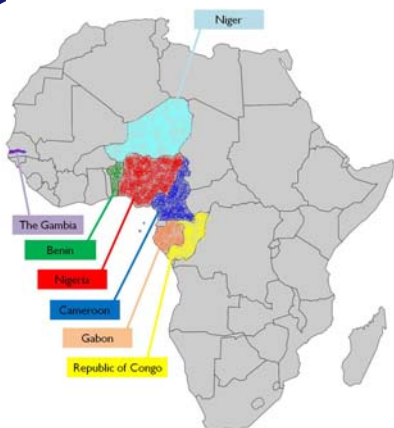 Niger
The Gambia
Benin
Nigeria
Cameroon
Gabon
Republic of Congo